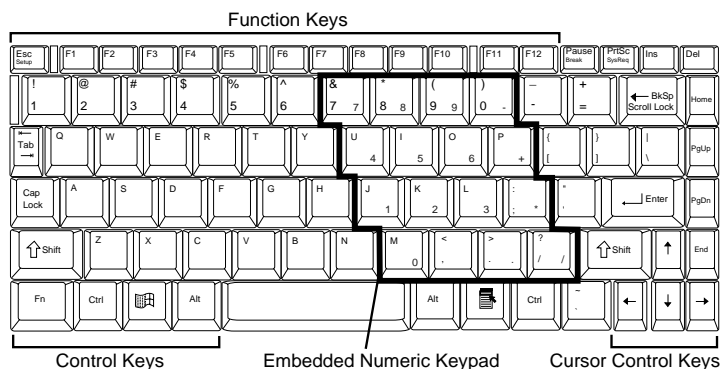 Function Keys
Esc Setup F1 F2 F3 F4 F5 F6 F7 F8 F9 F10 F11 F12 Pause Break PrtSc SysReq Ins Del
! 1 @ 2 # 3 $ 4 % 5 ^ 6 & 7 7 * 8 8 ( 9 9 ) 0 - _ - + = ← BkSp Scroll Lock Home
Tab Q W E R T Y U 4 I 5 O 6 P + { [ } ] | \ PgUp
Cap Lock A S D F G H J 1 K 2 L 3 : ; * " ' Enter PgDn
Shift Z X C V B N M 0 < , > . . ? / / Shift ↑ End
Fn Ctrl Alt Alt Ctrl ~ ` ← ↓ →
Control Keys Embedded Numeric Keypad Cursor Control Keys